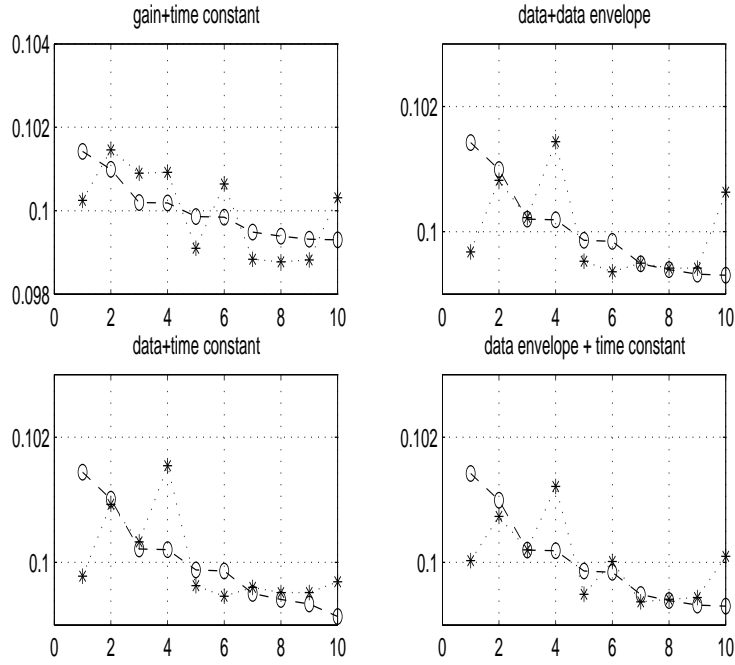 gain+time constant
0.104
0.102
0.1
0.098
0 2 4 6 8 10
data+data envelope
0.102
0.1
0 2 4 6 8 10
data+time constant
0.102
0.1
0 2 4 6 8 10
data envelope + time constant
0.102
0.1
0 2 4 6 8 10